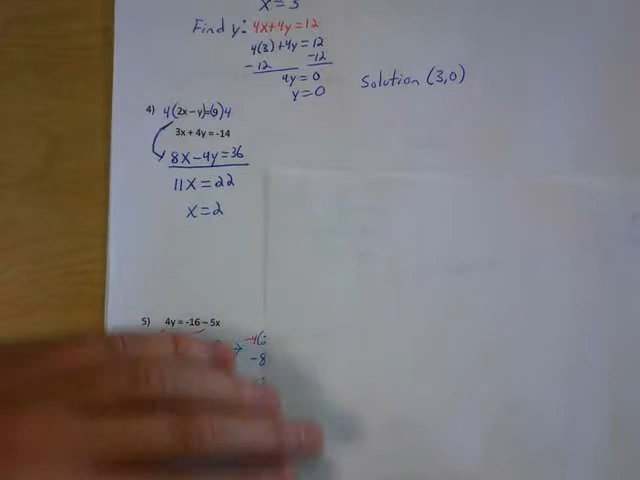 x = 3
Find y: 4x+4y=12
4(3)+4y=12
-12 -12
4y=0
y=0
Solution (3,0)
4) 4(2x - y)=(9)4
3x + 4y = -14
8x-4y=36
11x=22
x=2
5) 4y = -16 - 5x
-8